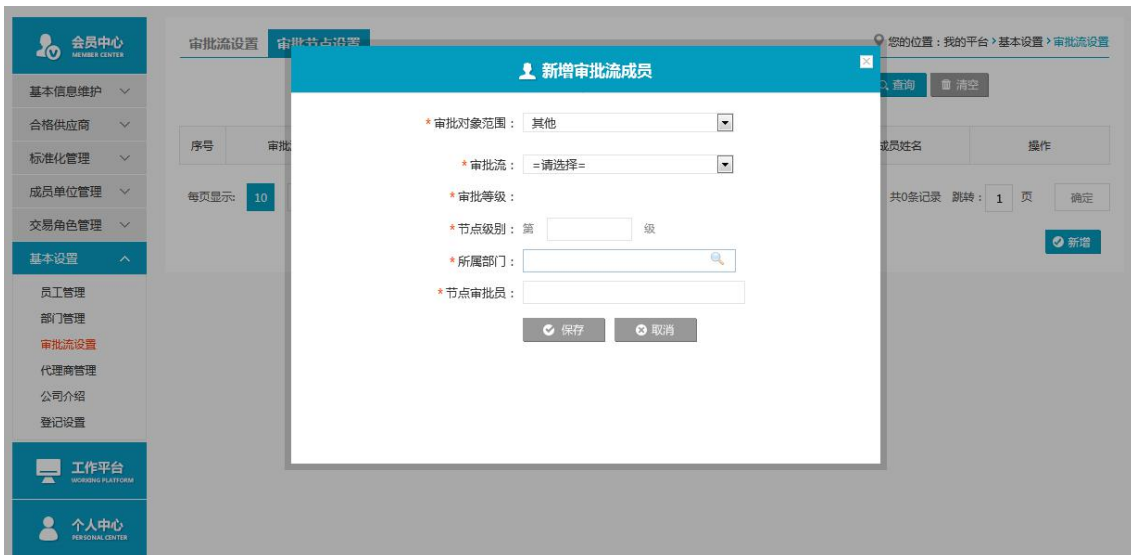 会员中心
MEMBER CENTER
基本信息维护
合格供应商
标准化管理
成员单位管理
交易角色管理
基本设置
员工管理
部门管理
审批流设置
代理商管理
公司介绍
登记设置
工作平台
WORKING PLATFORM
个人中心
PERSONAL CENTER
审批流设置 审批节点设置
您的位置：我的平台>基本设置>审批流设置
查询 清空
序号 审批 成员姓名 操作
每页显示: 10 共0条记录 跳转： 1 页 确定
新增
新增审批流成员
*审批对象范围： 其他
*审批流： =请选择=
*审批等级：
*节点级别： 第 级
*所属部门：
*节点审批员：
保存 取消